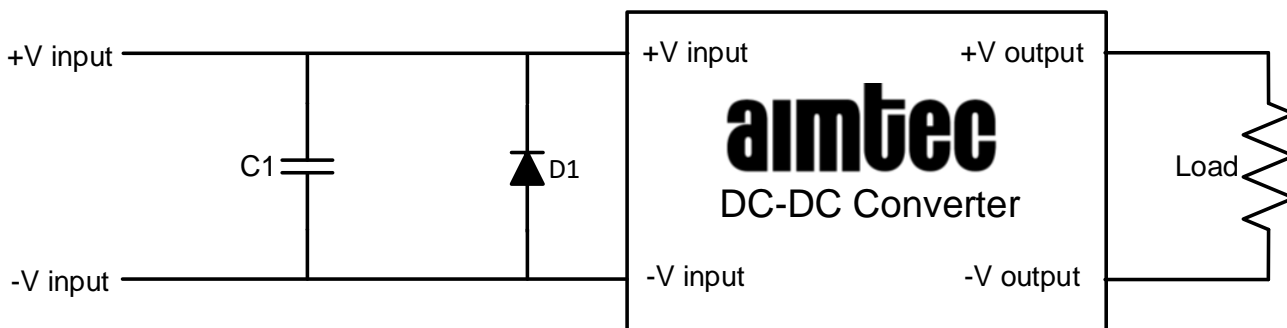 +V input
+V input
+V output
aimtec
C1
D1
Load
DC-DC Converter
-V input
-V input
-V output